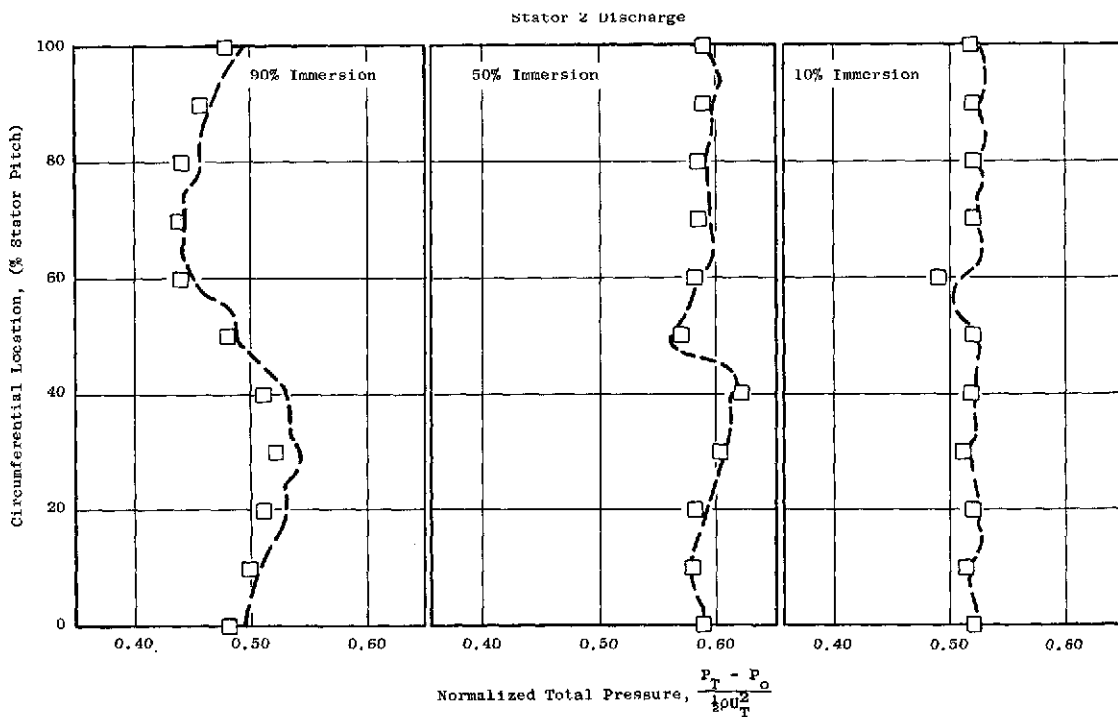 Stator 2 Discharge
100
80
60
40
20
0
Circumferential Location, (% Stator Pitch)
90% Immersion
50% Immersion
10% Immersion
0.40 0.50 0.60 0.40 0.50 0.60 0.40 0.50 0.60
Normalized Total Pressure, P_T - P_o / ½ρU_T^2